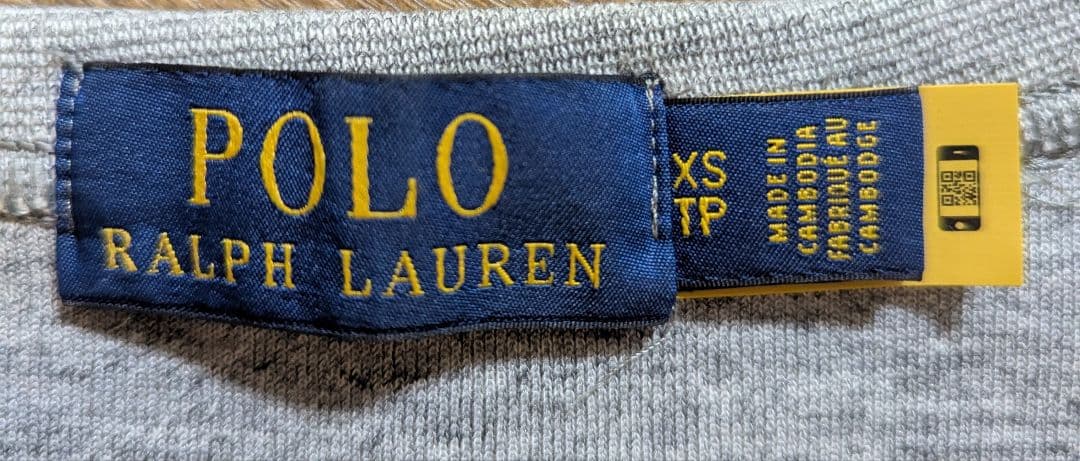 POLO
RALPH LAUREN
XS
TP
MADE IN
CAMBODIA
FABRIQUÉ AU
CAMBODGE